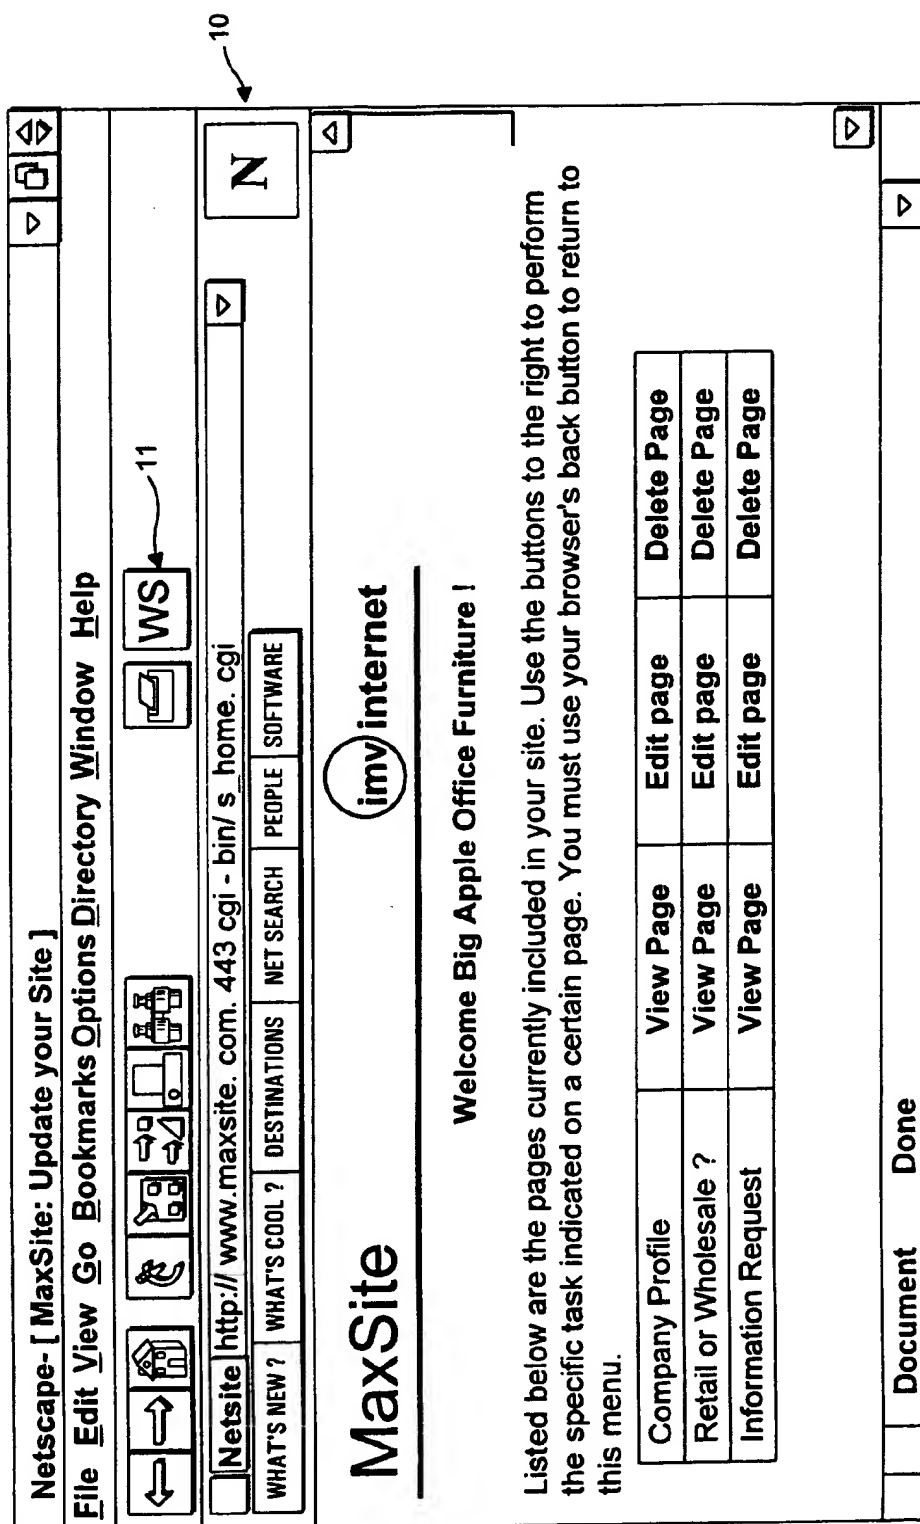 10
Netscape- [ MaxSite: Update your Site ]
File Edit View Go Bookmarks Options Directory Window Help
WS 11
Netsite http:// www.maxsite. com. 443 cgi - bin/ s_home. cgi
N
WHAT'S NEW ? WHAT'S COOL ? DESTINATIONS NET SEARCH PEOPLE SOFTWARE
MaxSite imv internet
Welcome Big Apple Office Furniture !
Listed below are the pages currently included in your site. Use the buttons to the right to perform
the specific task indicated on a certain page. You must use your browser's back button to return to
this menu.
Company Profile View Page Edit page Delete Page
Retail or Wholesale ? View Page Edit page Delete Page
Information Request View Page Edit page Delete Page
Document Done